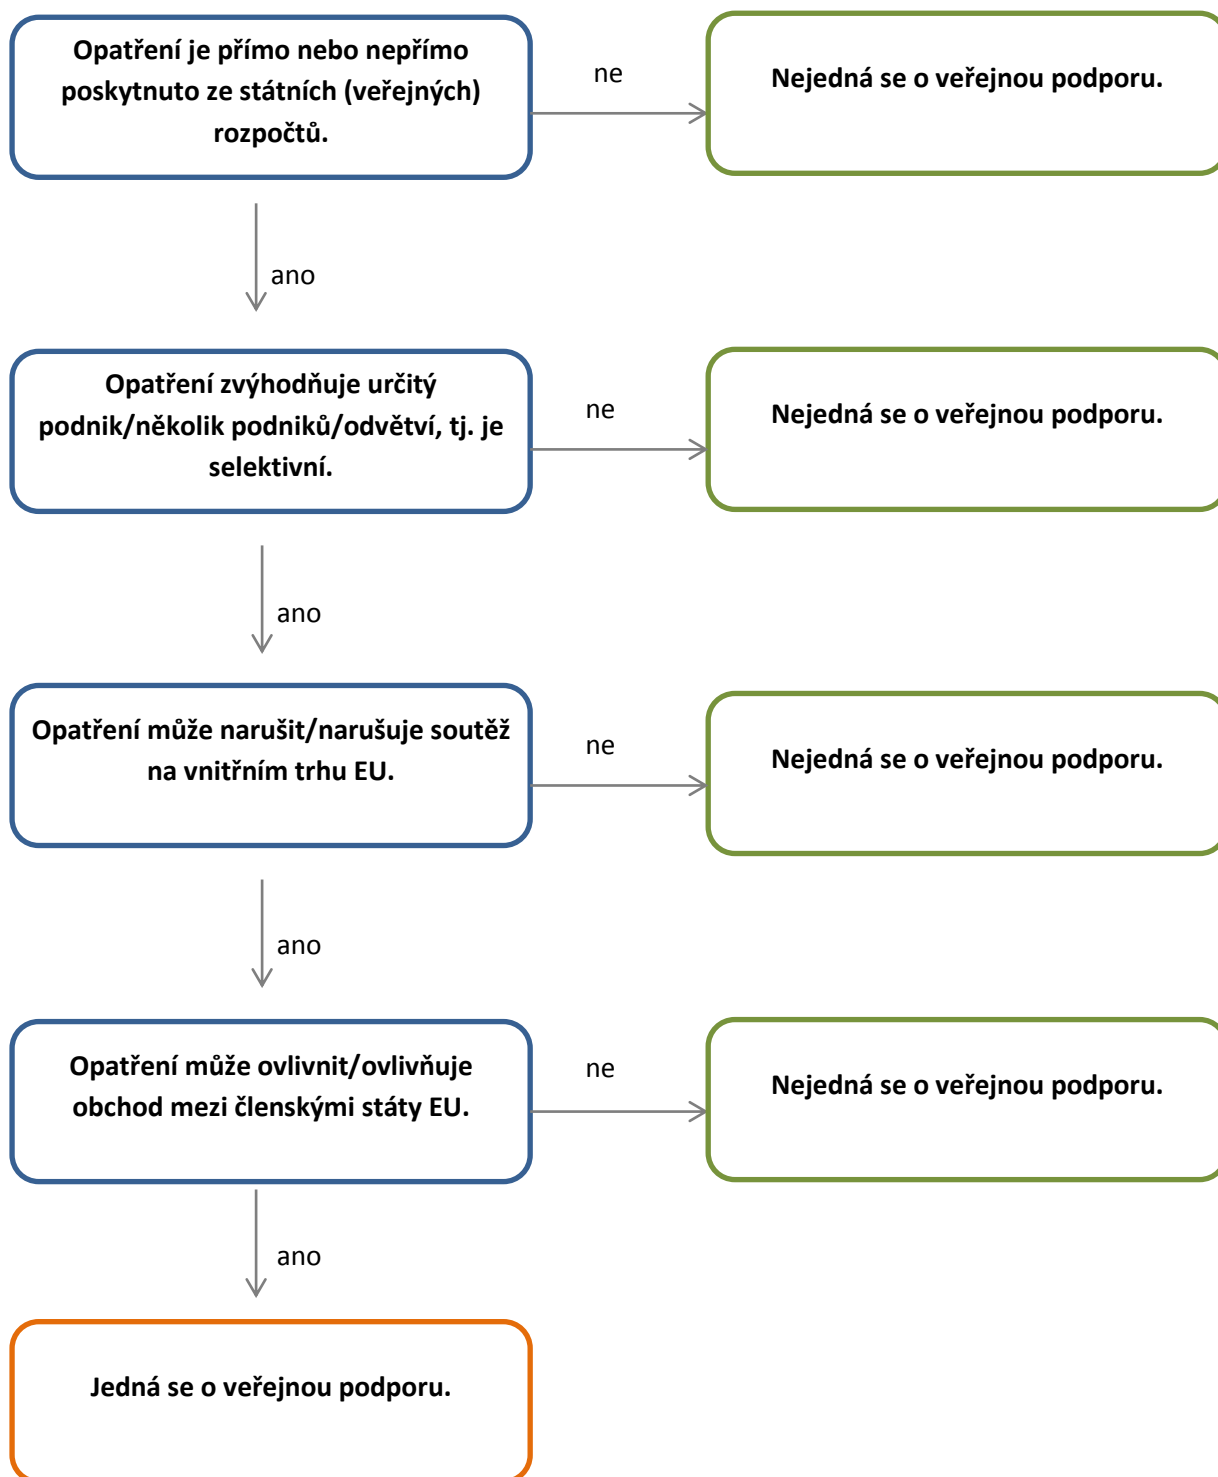 Opatření je přímo nebo nepřímo
poskytnuto ze státních (veřejných)
rozpočtů.
ne
Nejedná se o veřejnou podporu.
ano
Opatření zvýhodňuje určitý
podnik/několik podniků/odvětví, tj. je
selektivní.
ne
Nejedná se o veřejnou podporu.
ano
Opatření může narušit/narušuje soutěž
na vnitřním trhu EU.
ne
Nejedná se o veřejnou podporu.
ano
Opatření může ovlivnit/ovlivňuje
obchod mezi členskými státy EU.
ne
Nejedná se o veřejnou podporu.
ano
Jedná se o veřejnou podporu.